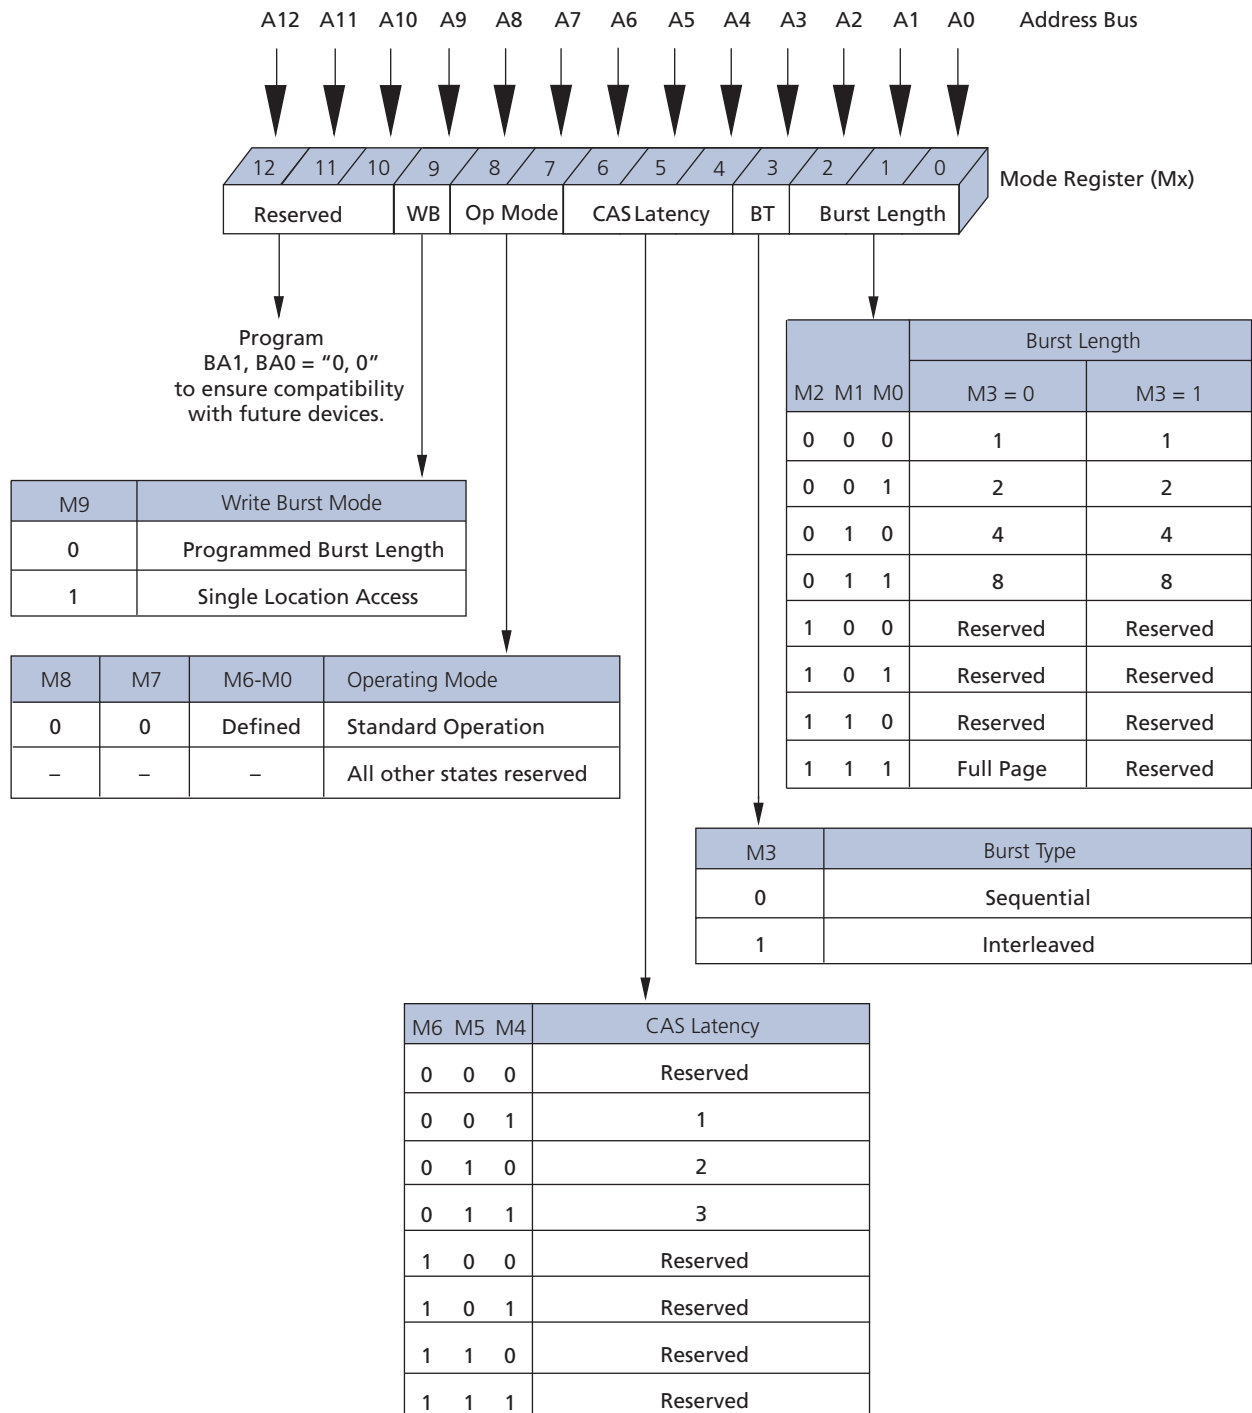 A12 A11 A10 A9 A8 A7 A6 A5 A4 A3 A2 A1 A0 Address Bus
12 11 10 9 8 7 6 5 4 3 2 1 0
Mode Register (Mx)
Reserved WB Op Mode CAS Latency BT Burst Length
Program
BA1, BA0 = “0, 0”
to ensure compatibility
with future devices.
Burst Length
M2 M1 M0 M3 = 0 M3 = 1
0 0 0 1 1
0 0 1 2 2
0 1 0 4 4
0 1 1 8 8
1 0 0 Reserved Reserved
1 0 1 Reserved Reserved
1 1 0 Reserved Reserved
1 1 1 Full Page Reserved
M9 Write Burst Mode
0 Programmed Burst Length
1 Single Location Access
M8 M7 M6-M0 Operating Mode
0 0 Defined Standard Operation
– – – All other states reserved
M3 Burst Type
0 Sequential
1 Interleaved
M6 M5 M4 CAS Latency
0 0 0 Reserved
0 0 1 1
0 1 0 2
0 1 1 3
1 0 0 Reserved
1 0 1 Reserved
1 1 0 Reserved
1 1 1 Reserved